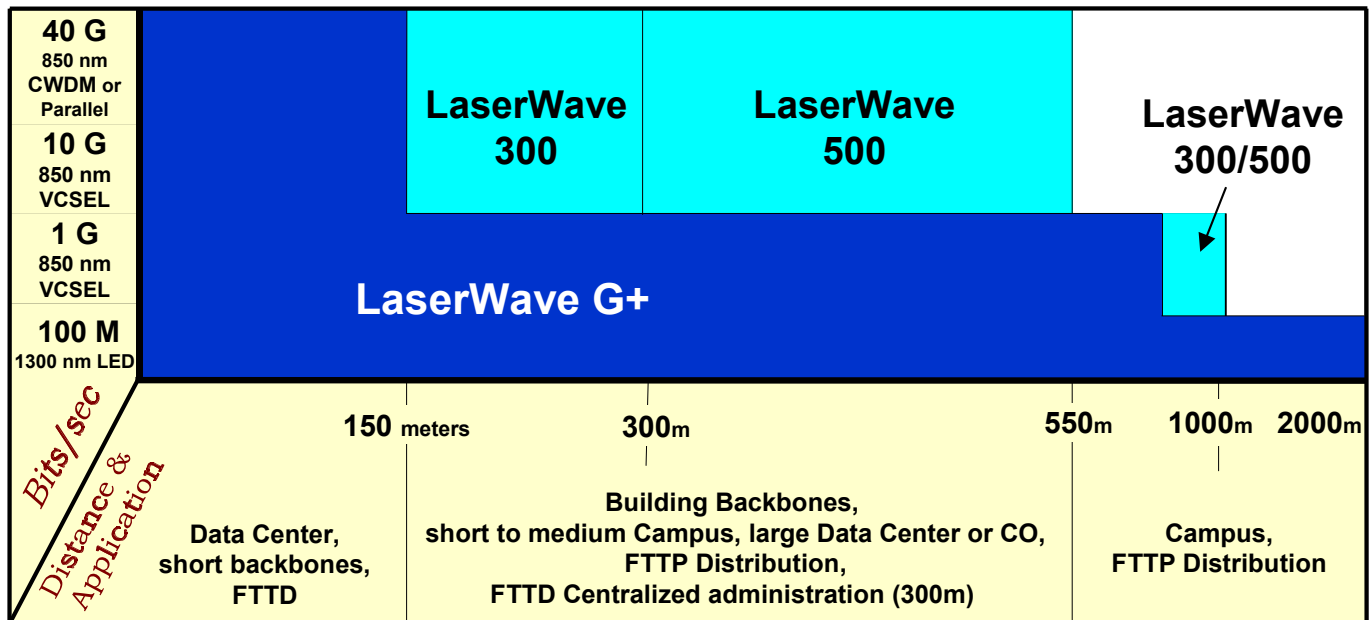 40 G
850 nm
CWDM or
Parallel
10 G
850 nm
VCSEL
1 G
850 nm
VCSEL
100 M
1300 nm LED
LaserWave
300
LaserWave
500
LaserWave
300/500
LaserWave G+
Bits/sec
Distance &
Application
150 meters
300m
550m
1000m
2000m
Data Center,
short backbones,
FTTD
Building Backbones,
short to medium Campus, large Data Center or CO,
FTTP Distribution,
FTTD Centralized administration (300m)
Campus,
FTTP Distribution